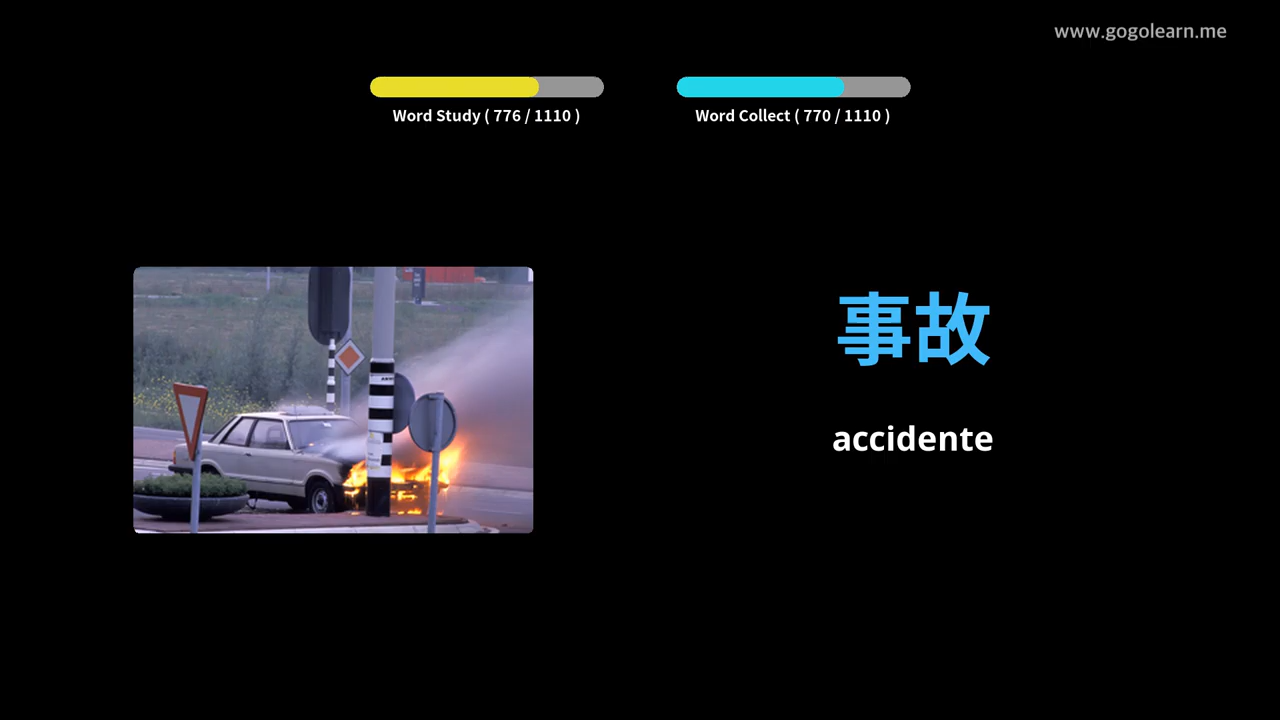 www.gogolearn.me
Word Study ( 776 / 1110 )
Word Collect ( 770 / 1110 )
事故
accidente